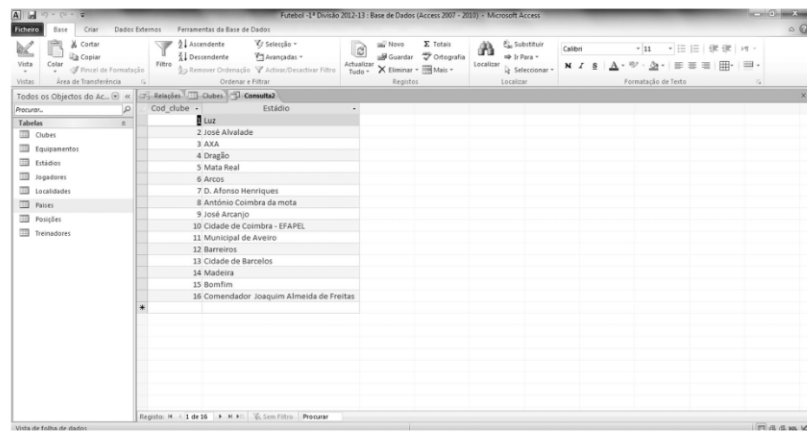 Futebol -1ª Divisão 2012-13 : Base de Dados (Access 2007 - 2010) - Microsoft Access
Ficheiro Base Criar Dados Externos Ferramentas da Base de Dados
Vista
Vistas
Colar
Cortar
Copiar
Pincel de Formatação
Área de Transferência
Filtro
Ascendente
Descendente
Remover Ordenação
Selecção
Avançadas
Activar/Desactivar Filtro
Ordenar e Filtrar
Actualizar Tudo
Novo
Guardar
Eliminar
Totais
Ortografia
Mais
Registos
Localizar
Substituir
Ir Para
Seleccionar
Localizar
Calibri 11
N I S
Formatação de Texto
Todos os Objectos do Ac...
Procurar...
Tabelas
Clubes
Equipamentos
Estádios
Jogadores
Localidades
Países
Posições
Treinadores
Relações Clubes Consulta2
Cod_clube Estádio
1 Luz
2 José Alvalade
3 AXA
4 Dragão
5 Mata Real
6 Arcos
7 D. Afonso Henriques
8 António Coimbra da mota
9 José Arcanjo
10 Cidade de Coimbra - EFAPEL
11 Municipal de Aveiro
12 Barreiros
13 Cidade de Barcelos
14 Madeira
15 Bomfim
16 Comendador Joaquim Almeida de Freitas
Registo: 1 de 16 Sem Filtro Procurar
Vista de folha de dados